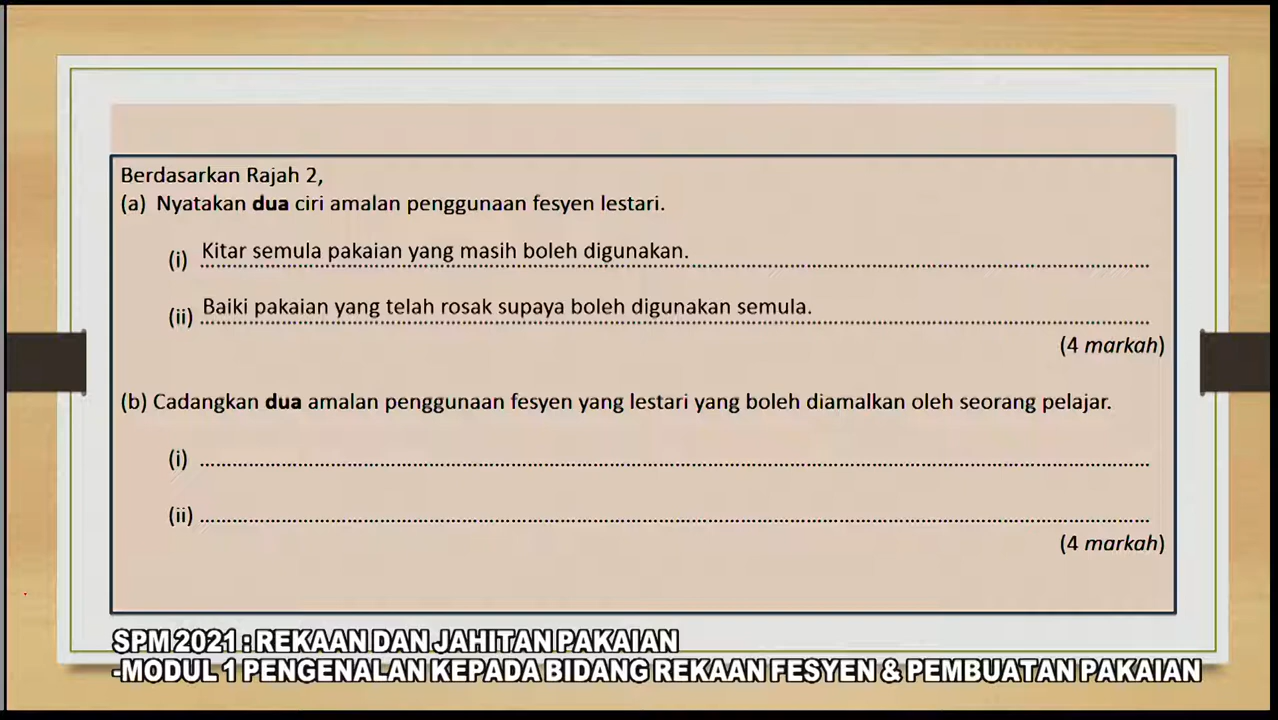 Berdasarkan Rajah 2,
(a) Nyatakan dua ciri amalan penggunaan fesyen lestari.
(i) Kitar semula pakaian yang masih boleh digunakan.
(ii) Baiki pakaian yang telah rosak supaya boleh digunakan semula.
(4 markah)
(b) Cadangkan dua amalan penggunaan fesyen yang lestari yang boleh diamalkan oleh seorang pelajar.
(i) ........................................................................
(ii) ........................................................................
(4 markah)
SPM 2021 : REKAAN DAN JAHITAN PAKAIAN
-MODUL 1 PENGENALAN KEPADA BIDANG REKAAN FESYEN & PEMBUATAN PAKAIAN